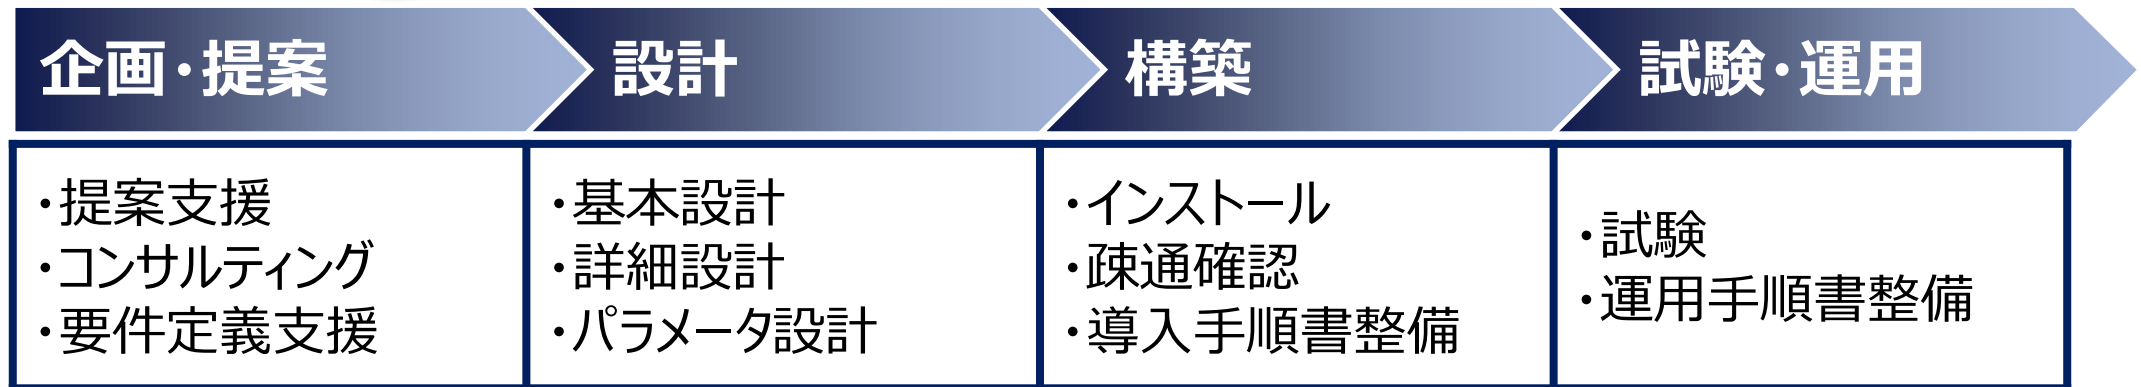 企画・提案
設計
構築
試験・運用
・提案支援
・コンサルティング
・要件定義支援
・基本設計
・詳細設計
・パラメータ設計
・インストール
・疎通確認
・導入手順書整備
・試験
・運用手順書整備